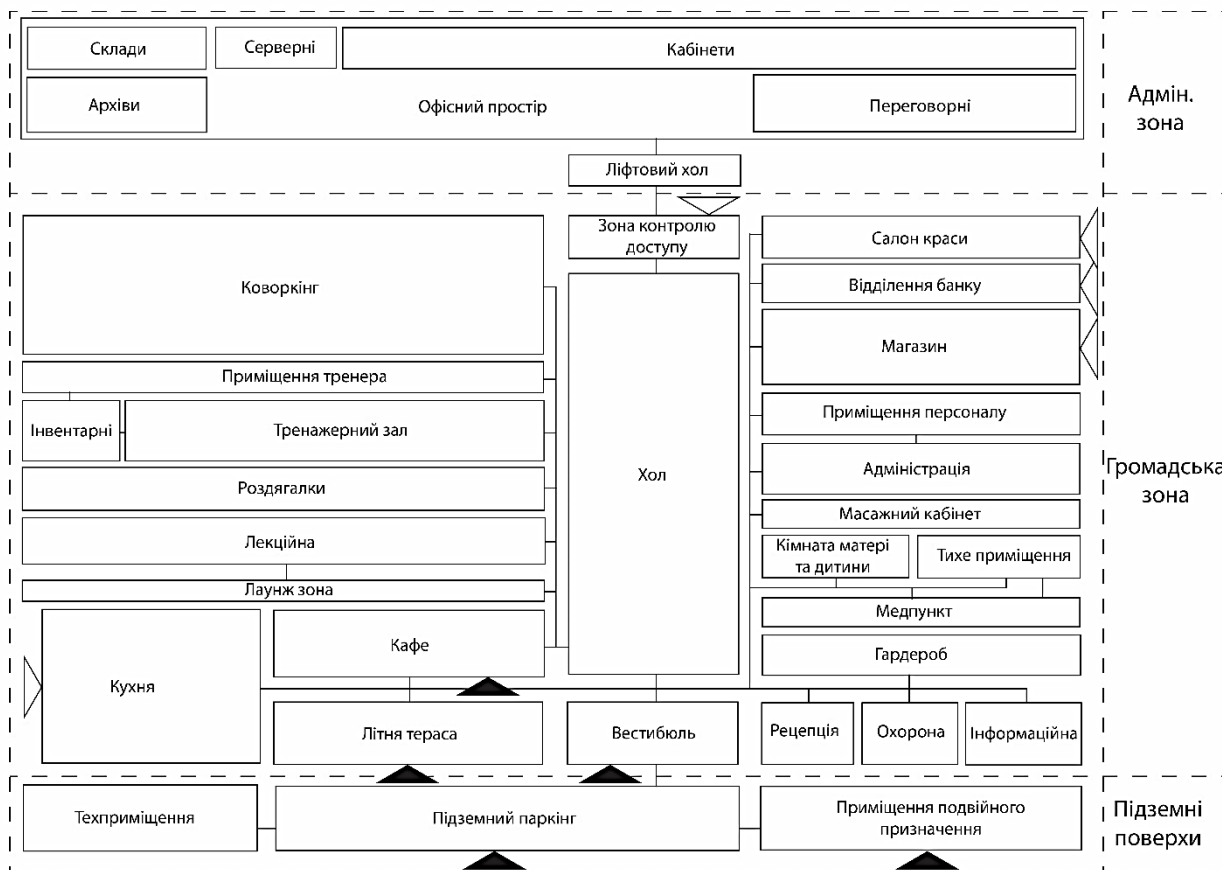 Склади
Серверні
Кабінети
Архіви
Офісний простір
Переговорні
Адмін.
зона
Ліфтовий хол
Зона контролю
доступу
Салон краси
Коворкінг
Відділення банку
Магазин
Приміщення тренера
Приміщення персоналу
Інвентарні
Тренажерний зал
Адміністрація
Хол
Громадська
зона
Роздягалки
Масажний кабінет
Лекційна
Кімната матері
та дитини
Тихе приміщення
Лаунж зона
Медпункт
Кафе
Гардероб
Кухня
Літня тераса
Вестибюль
Рецепція
Охорона
Інформаційна
Техприміщення
Підземний паркінг
Приміщення подвійного
призначення
Підземні
поверхи